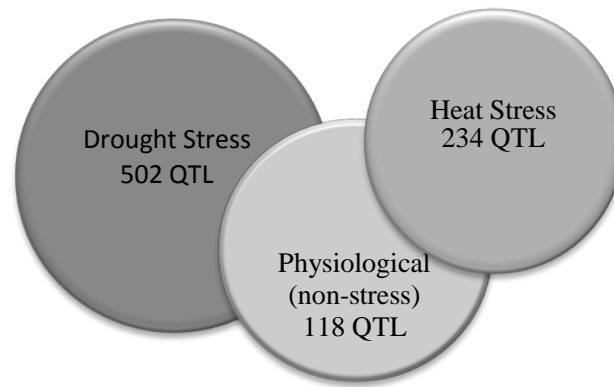 Drought Stress
502 QTL
Heat Stress
234 QTL
Physiological
(non-stress)
118 QTL